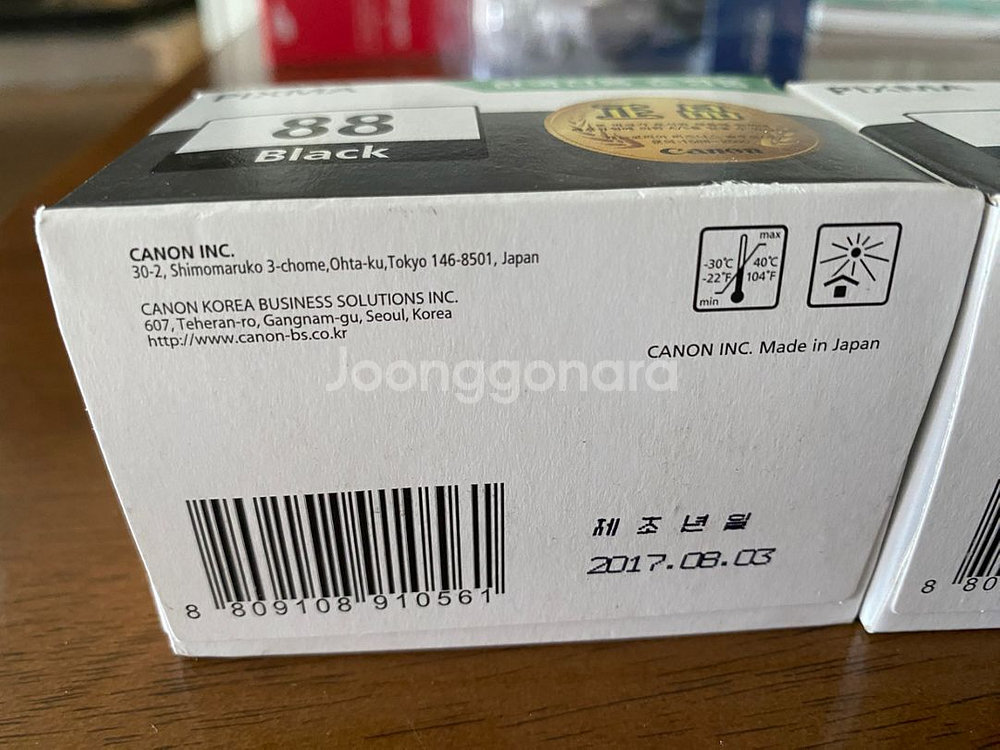 PIXMA
88
Black
正品
Canon
PIXMA
CANON INC.
30-2, Shimomaruko 3-chome,Ohta-ku,Tokyo 146-8501, Japan
CANON KOREA BUSINESS SOLUTIONS INC.
607,Teheran-ro, Gangnam-gu, Seoul, Korea
http://www.canon-bs.co.kr
max
-30°C 40°C
-22°F 104°F
min
CANON INC. Made in Japan
Joonggonara
제조년월
2017.08.03
8 809108 910561
8 80